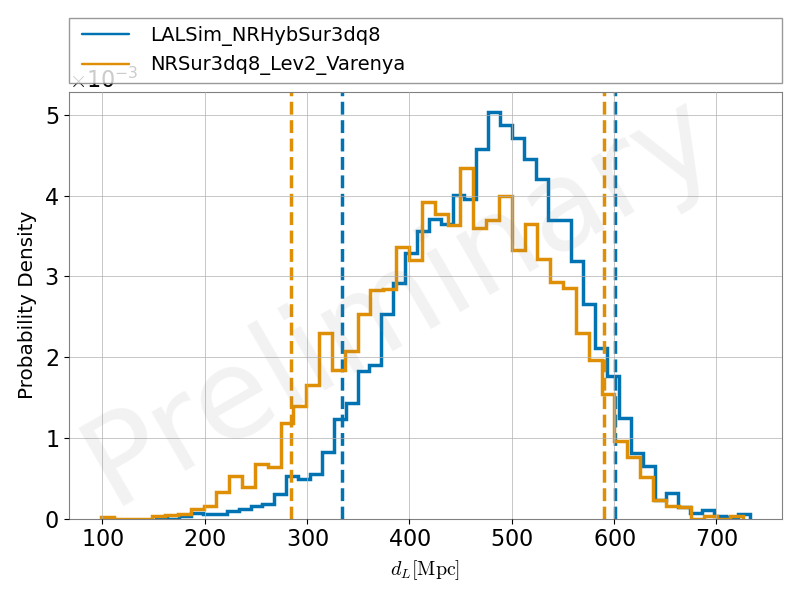 LALSim_NRHybSur3dq8
NRSur3dq8_Lev2_Varenya
×10⁻³
5
4
3
2
1
0
Probability Density
Preliminary
100 200 300 400 500 600 700
d_L[Mpc]